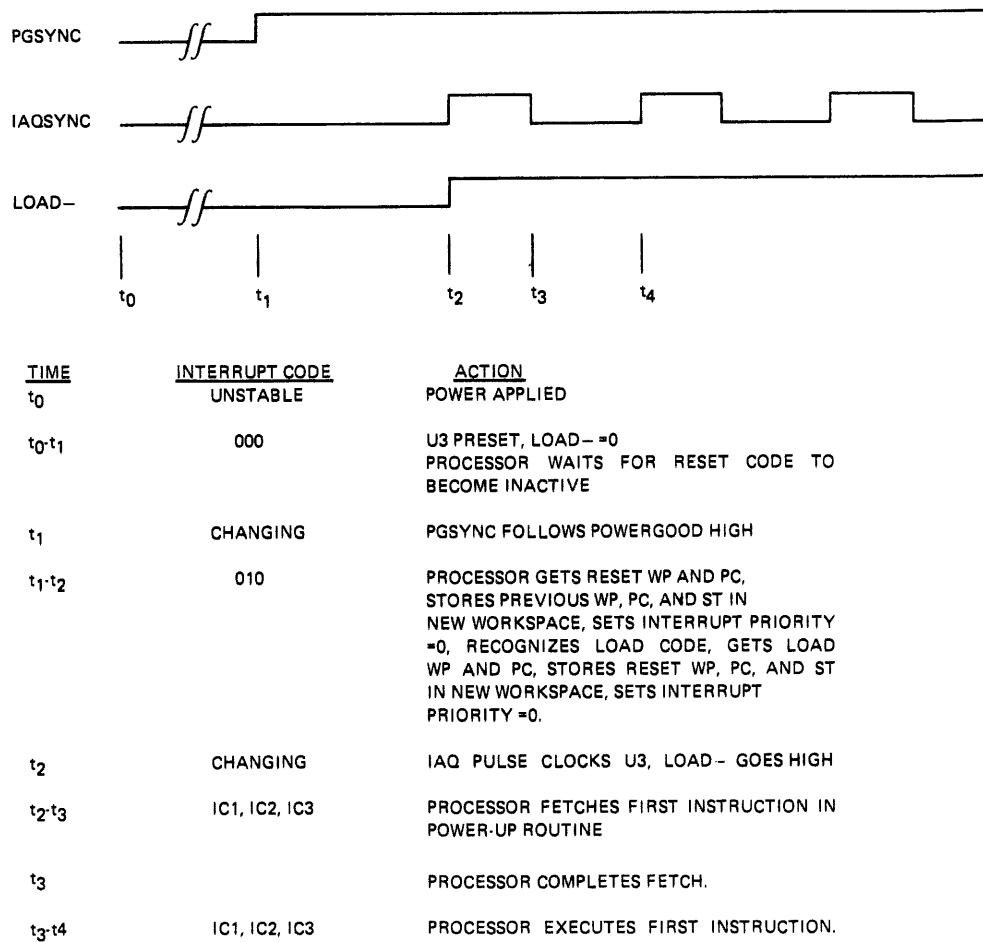 PGSYNC
IAQSYNC
LOAD–
t0 t1 t2 t3 t4
TIME INTERRUPT CODE ACTION
t0 UNSTABLE POWER APPLIED
t0-t1 000 U3 PRESET, LOAD– =0
PROCESSOR WAITS FOR RESET CODE TO
BECOME INACTIVE
t1 CHANGING PGSYNC FOLLOWS POWERGOOD HIGH
t1-t2 010 PROCESSOR GETS RESET WP AND PC,
STORES PREVIOUS WP, PC, AND ST IN
NEW WORKSPACE, SETS INTERRUPT PRIORITY
=0, RECOGNIZES LOAD CODE, GETS LOAD
WP AND PC, STORES RESET WP, PC, AND ST
IN NEW WORKSPACE, SETS INTERRUPT
PRIORITY =0.
t2 CHANGING IAQ PULSE CLOCKS U3, LOAD– GOES HIGH
t2-t3 IC1, IC2, IC3 PROCESSOR FETCHES FIRST INSTRUCTION IN
POWER-UP ROUTINE
t3 PROCESSOR COMPLETES FETCH.
t3-t4 IC1, IC2, IC3 PROCESSOR EXECUTES FIRST INSTRUCTION.